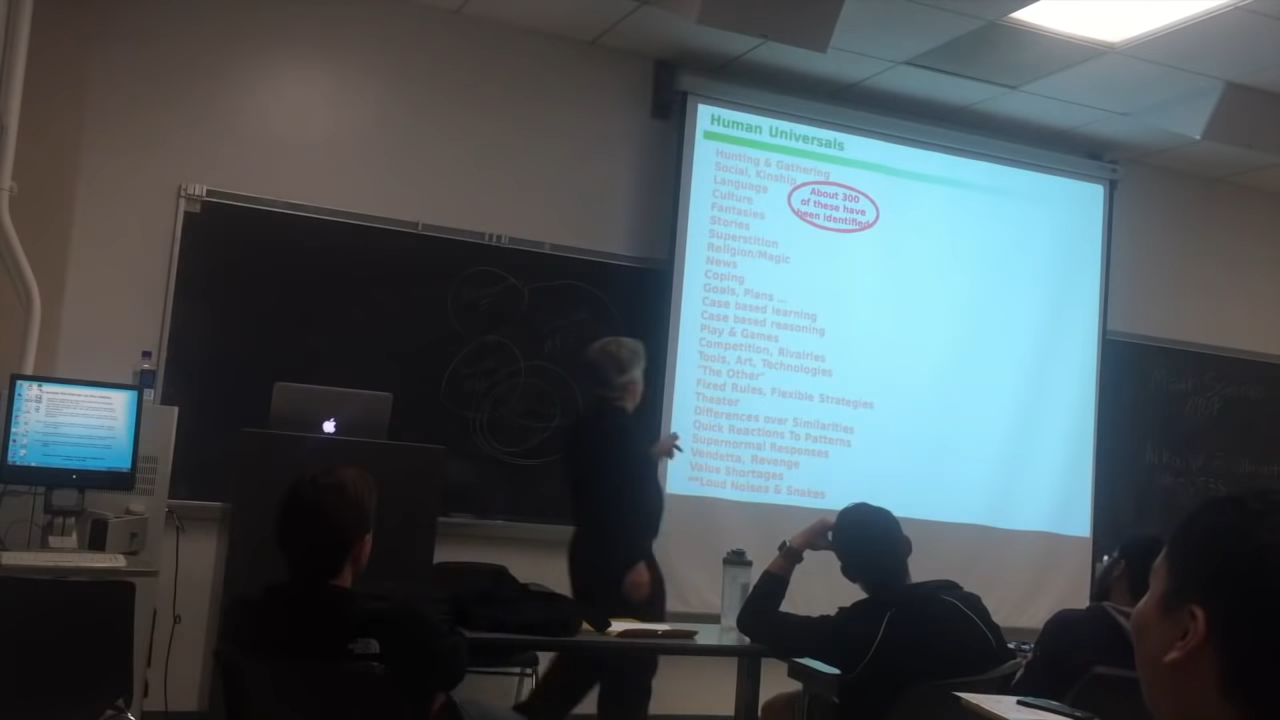 Human Universals
Hunting & Gathering
Social, Kinship
Language
Culture
Fantasies
Stories
Superstition
Religion/Magic
News
Coping
Goals, Plans ...
Case based learning
Case based reasoning
Play & Games
Competition, Rivalries
Tools, Art, Technologies
"The Other"
Fixed Rules, Flexible Strategies
Theater
Differences over Similarities
Quick Reactions To Patterns
Supernormal Responses
Vendetta, Revenge
Value Shortages
""Loud Noises & Snakes
About 300
of these have
been identified